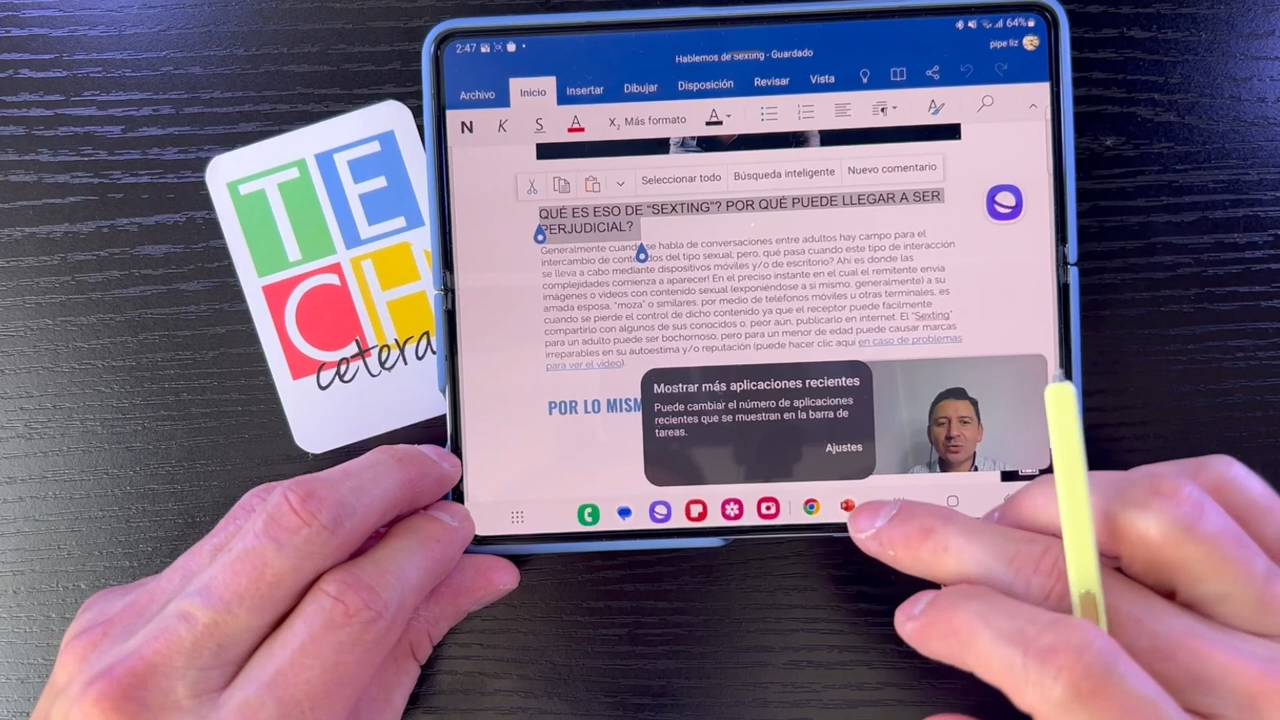 2:47
64%
Hablemos de Sexting - Guardado
pipe liz
Archivo Inicio Insertar Dibujar Disposición Revisar Vista
N K S A X₂ Más formato A
Seleccionar todo Búsqueda inteligente Nuevo comentario
QUÉ ES ESO DE “SEXTING”? POR QUÉ PUEDE LLEGAR A SER
PERJUDICIAL?
Generalmente cuando se habla de conversaciones entre adultos hay campo para el
intercambio de contenidos del tipo sexual, pero, qué pasa cuando este tipo de interacción
se lleva a cabo mediante dispositivos móviles y/o de escritorio? Ahí es donde las
complejidades comienza a aparecer! En el preciso instante en el cual el remitente envía
imágenes o videos con contenido sexual (exponiéndose a si mismo, generalmente) a su
amada esposa, “moza” o similares, por medio de teléfonos móviles u otras terminales, es
cuando se pierde el control de dicho contenido ya que el receptor puede fácilmente
compartirlo con algunos de sus conocidos o, peor aún, publicarlo en internet. El “Sexting”
para un adulto puede ser bochornoso, pero para un menor de edad puede causar marcas
irreparables en su autoestima y/o reputación (puede hacer clic aquí en caso de problemas
para ver el video).
POR LO MISM
Mostrar más aplicaciones recientes
Puede cambiar el número de aplicaciones
recientes que se muestran en la barra de
tareas.
Ajustes
TECH
cetera